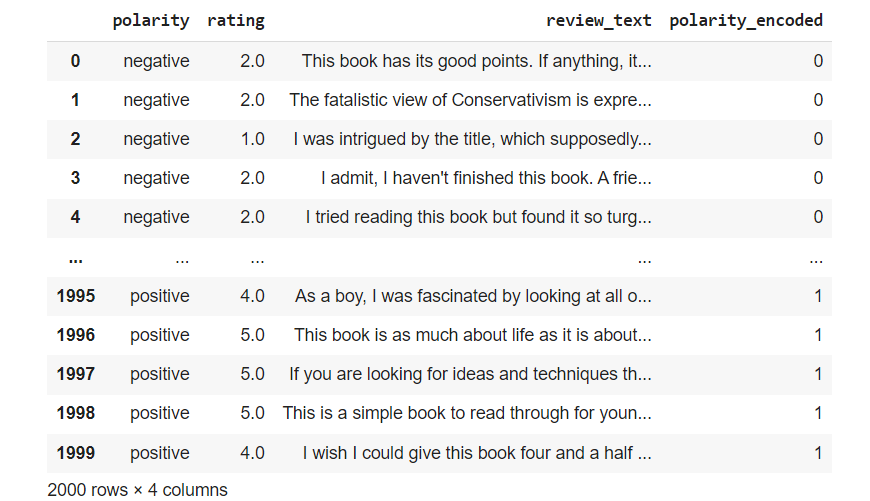 polarity rating review_text polarity_encoded
0 negative 2.0 This book has its good points. If anything, it... 0
1 negative 2.0 The fatalistic view of Conservativism is expre... 0
2 negative 1.0 I was intrigued by the title, which supposedly... 0
3 negative 2.0 I admit, I haven't finished this book. A frie... 0
4 negative 2.0 I tried reading this book but found it so turg... 0
... ... ... ... ...
1995 positive 4.0 As a boy, I was fascinated by looking at all o... 1
1996 positive 5.0 This book is as much about life as it is about... 1
1997 positive 5.0 If you are looking for ideas and techniques th... 1
1998 positive 5.0 This is a simple book to read through for youn... 1
1999 positive 4.0 I wish I could give this book four and a half ... 1
2000 rows × 4 columns